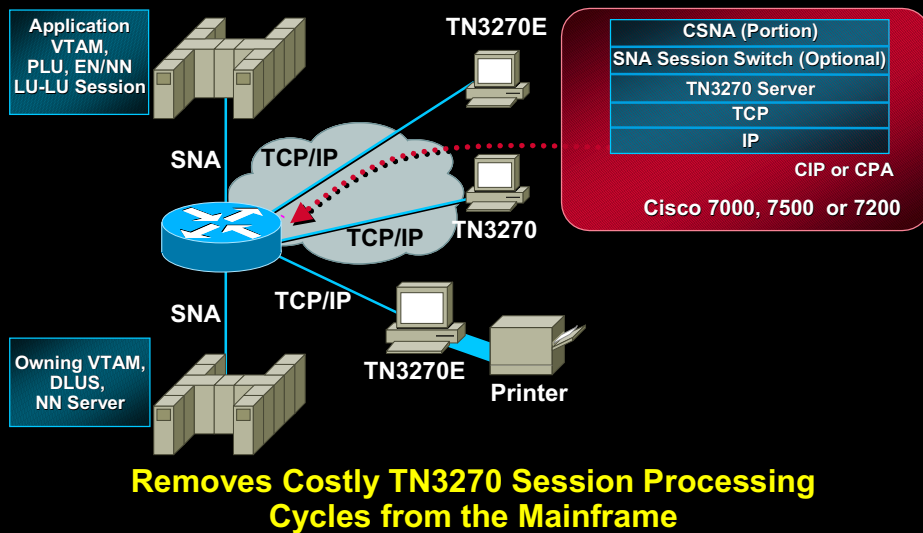 Application
VTAM,
PLU, EN/NN
LU-LU Session
TN3270E
CSNA (Portion)
SNA Session Switch (Optional)
TN3270 Server
TCP
IP
CIP or CPA
Cisco 7000, 7500 or 7200
SNA
TCP/IP
TCP/IP
TN3270
SNA
TCP/IP
Owning VTAM,
DLUS,
NN Server
TN3270E
Printer
Removes Costly TN3270 Session Processing
Cycles from the Mainframe